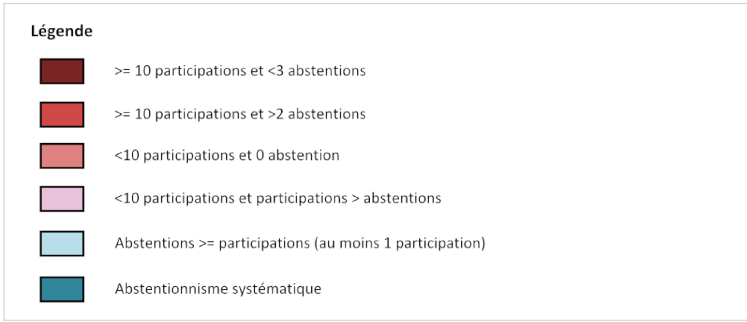 Légende
>= 10 participations et <3 abstentions
>= 10 participations et >2 abstentions
<10 participations et 0 abstention
<10 participations et participations > abstentions
Abstentions >= participations (au moins 1 participation)
Abstentionnisme systématique